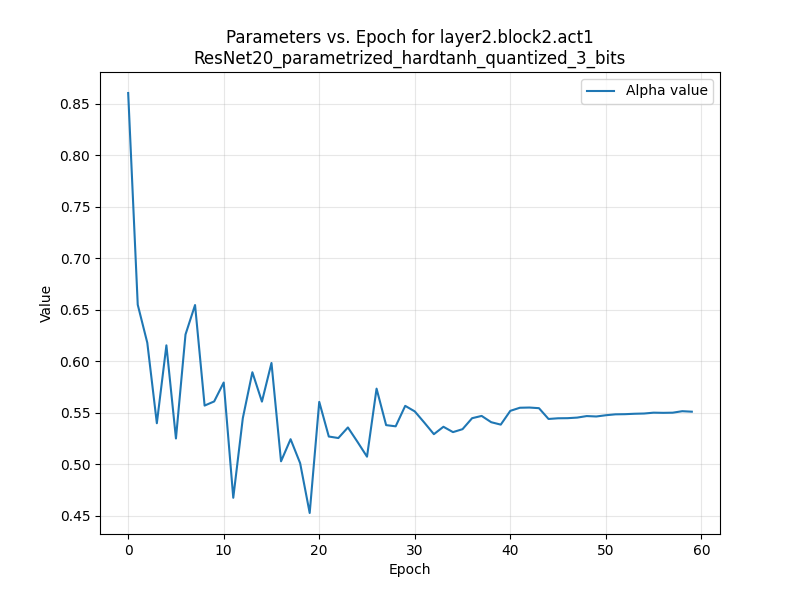 Parameters vs. Epoch for layer2.block2.act1
ResNet20_parametrized_hardtanh_quantized_3_bits
Alpha value
0.85
0.80
0.75
0.70
0.65
0.60
0.55
0.50
0.45
Value
0 10 20 30 40 50 60
Epoch